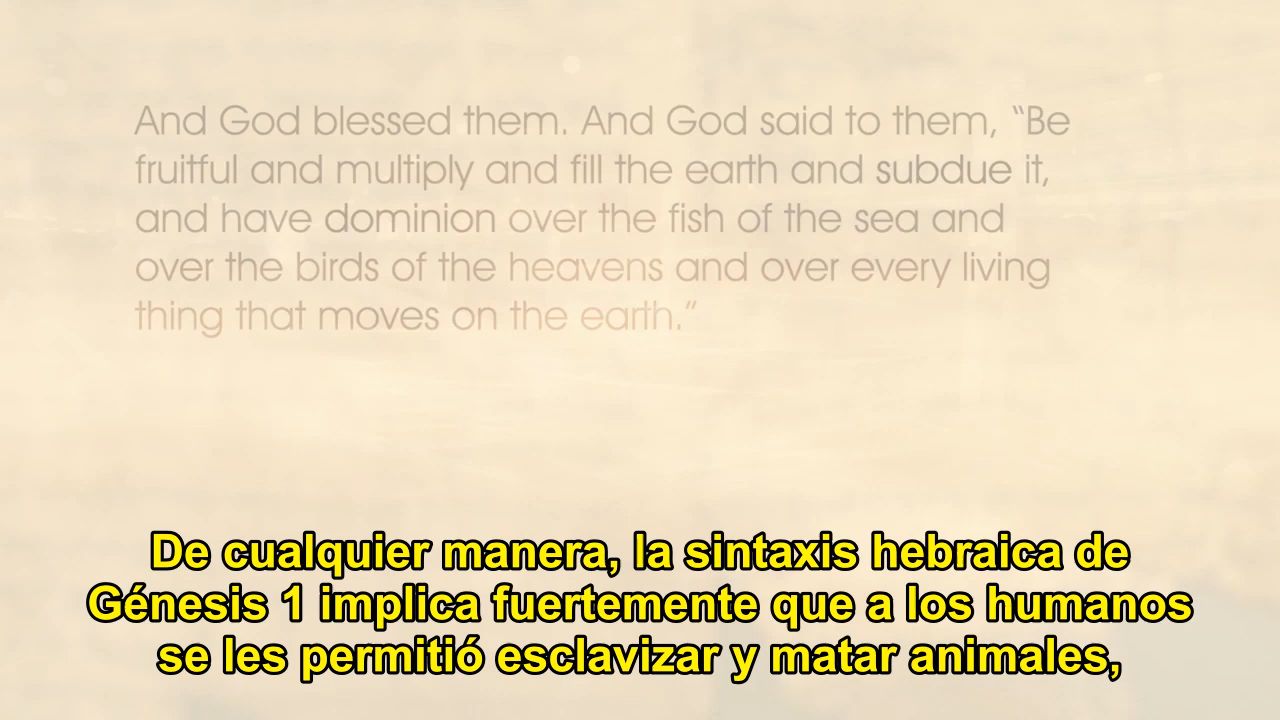 And God blessed them. And God said to them, “Be
fruitful and multiply and fill the earth and subdue it,
and have dominion over the fish of the sea and
over the birds of the heavens and over every living
thing that moves on the earth.”
De cualquier manera, la sintaxis hebraica de
Génesis 1 implica fuertemente que a los humanos
se les permitió esclavizar y matar animales,